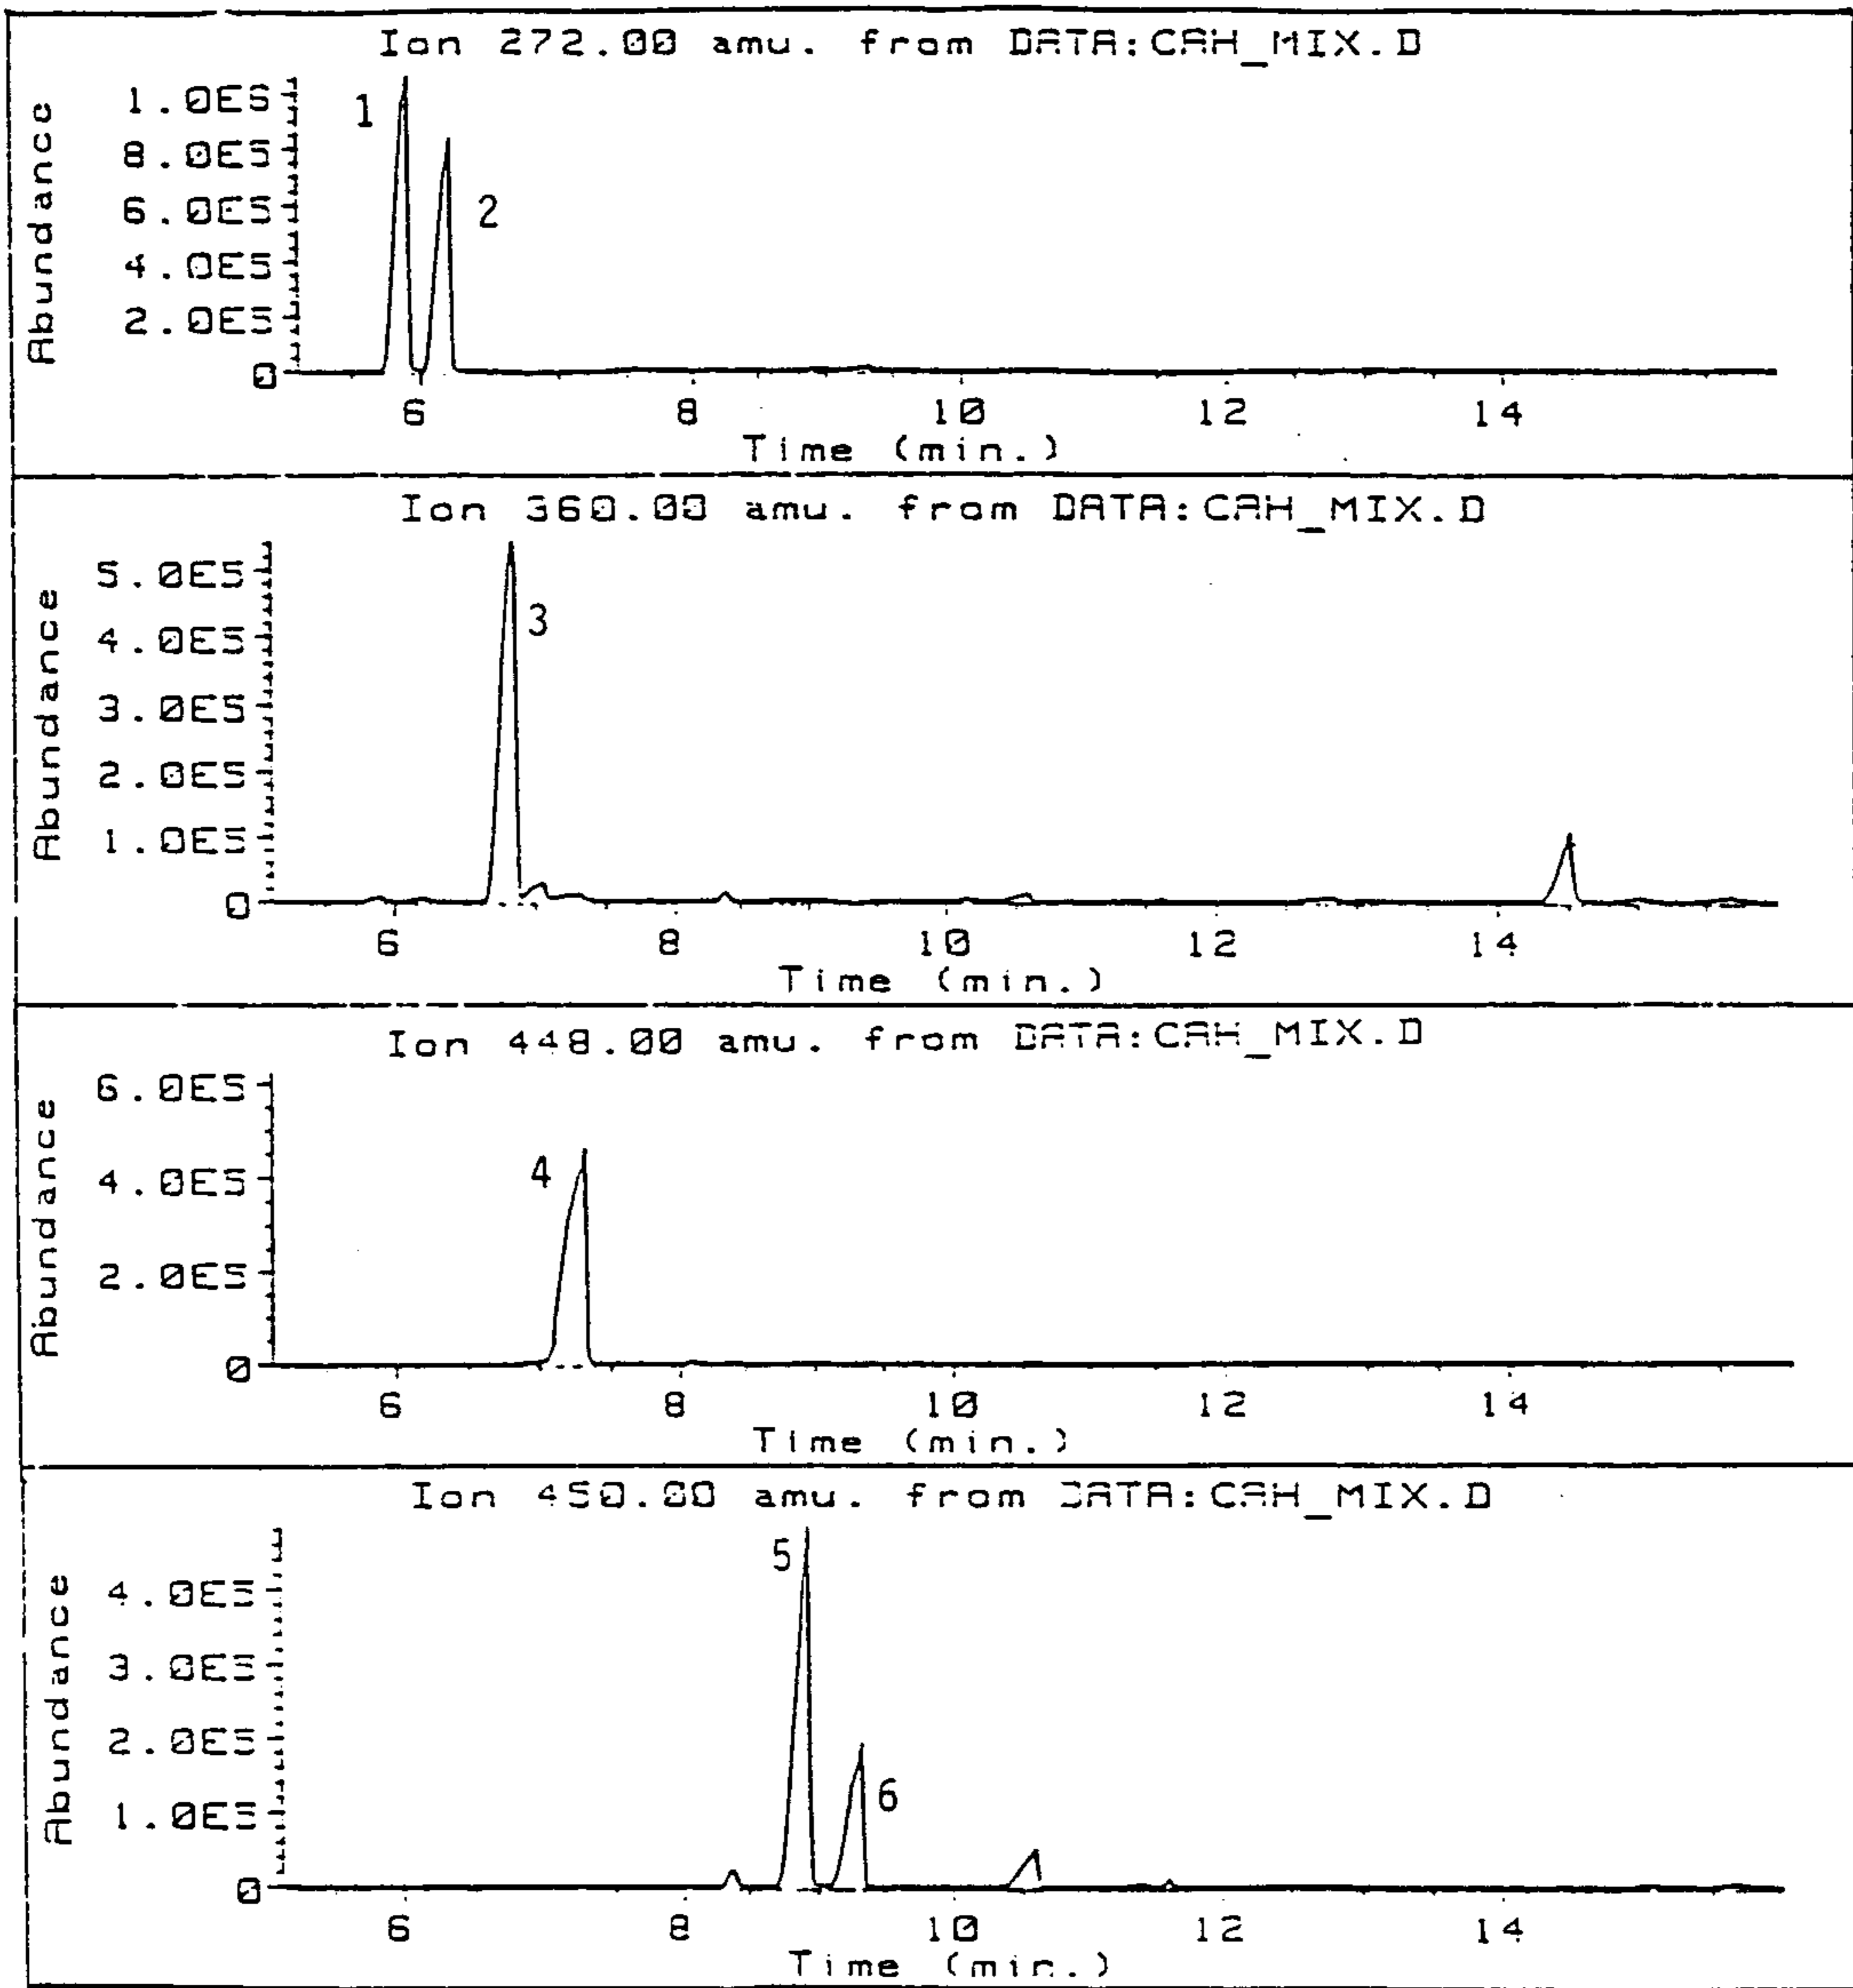 Ion 272.00 amu. from DATA:CAH_MIX.D
Abundance
1.0E6
8.0E5
6.0E5
4.0E5
2.0E5
0
1
2
6 8 10 12 14
Time (min.)
Ion 360.00 amu. from DATA:CAH_MIX.D
Abundance
5.0E5
4.0E5
3.0E5
2.0E5
1.0E5
0
3
6 8 10 12 14
Time (min.)
Ion 448.00 amu. from DATA:CAH_MIX.D
Abundance
6.0E5
4.0E5
2.0E5
0
4
6 8 10 12 14
Time (min.)
Ion 450.00 amu. from DATA:CAH_MIX.D
Abundance
4.0E5
3.0E5
2.0E5
1.0E5
0
5
6
6 8 10 12 14
Time (min.)